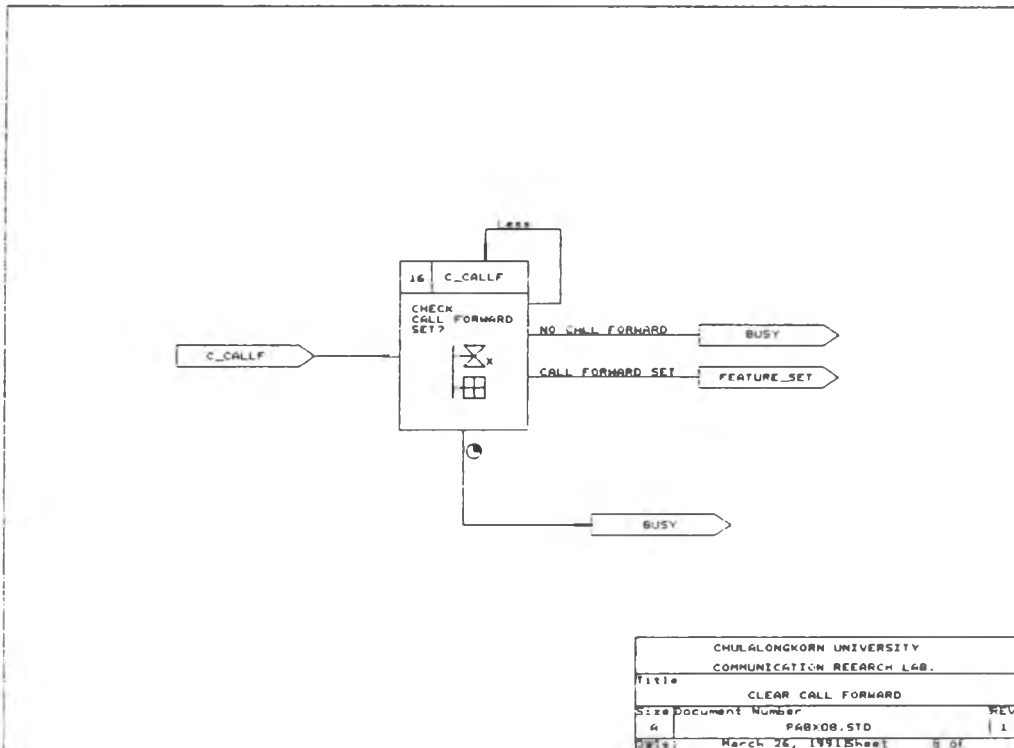 Less
16 C_CALLF
CHECK
CALL FORWARD
SET?
X
C_CALLF
NO CALL FORWARD
BUSY
CALL FORWARD SET
FEATURE_SET
BUSY
CHULALONGKORN UNIVERSITY
COMMUNICATION REEARCH LAB.
Title
CLEAR CALL FORWARD
Size Document Number REV
A PABX08.STD 1
Date: March 26, 1991 Sheet of